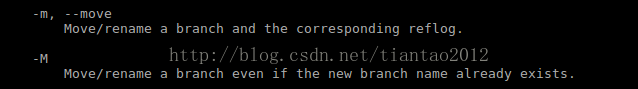 -m, --move
Move/rename a branch and the corresponding reflog.
-M
http://blog.csdn.net/tiantao2012
Move/rename a branch even if the new branch name already exists.